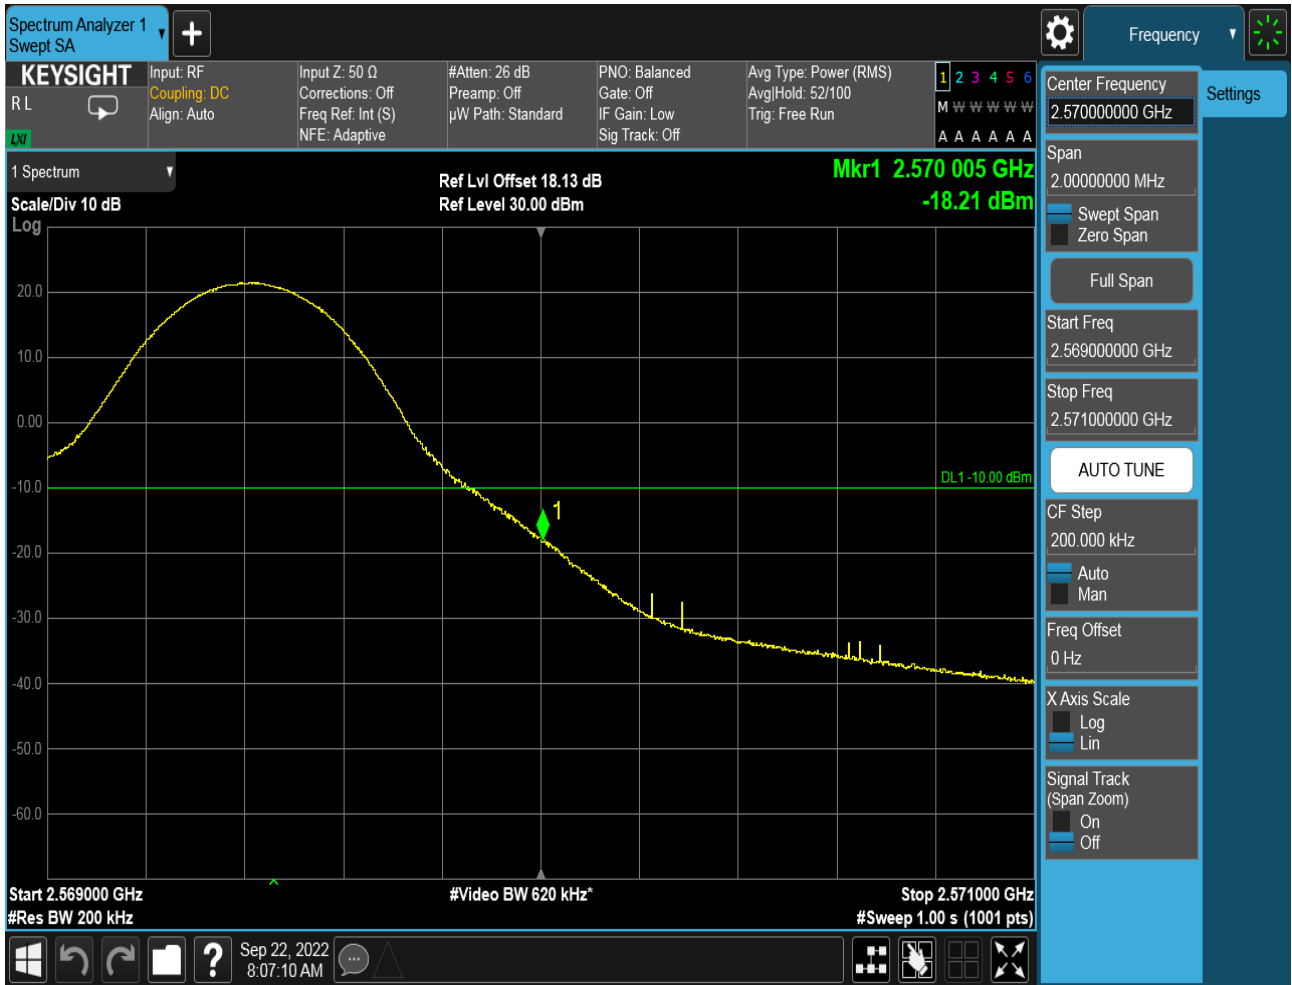 Spectrum Analyzer 1
Swept SA
Frequency
KEYSIGHT
R L
LXI
Input: RF
Coupling: DC
Align: Auto
Input Z: 50 Ω
Corrections: Off
Freq Ref: Int (S)
NFE: Adaptive
#Atten: 26 dB
Preamp: Off
µW Path: Standard
PNO: Balanced
Gate: Off
IF Gain: Low
Sig Track: Off
Avg Type: Power (RMS)
Avg|Hold: 52/100
Trig: Free Run
1 2 3 4 5 6
M W W W W W
A A A A A A
1 Spectrum
Scale/Div 10 dB
Log
Ref Lvl Offset 18.13 dB
Ref Level 30.00 dBm
Mkr1 2.570 005 GHz
-18.21 dBm
20.0
10.0
0.00
-10.0
-20.0
-30.0
-40.0
-50.0
-60.0
DL1 -10.00 dBm
1
Start 2.569000 GHz
#Res BW 200 kHz
#Video BW 620 kHz*
Stop 2.571000 GHz
#Sweep 1.00 s (1001 pts)
Sep 22, 2022
8:07:10 AM
Center Frequency
2.570000000 GHz
Settings
Span
2.00000000 MHz
Swept Span
Zero Span
Full Span
Start Freq
2.569000000 GHz
Stop Freq
2.571000000 GHz
AUTO TUNE
CF Step
200.000 kHz
Auto
Man
Freq Offset
0 Hz
X Axis Scale
Log
Lin
Signal Track
(Span Zoom)
On
Off